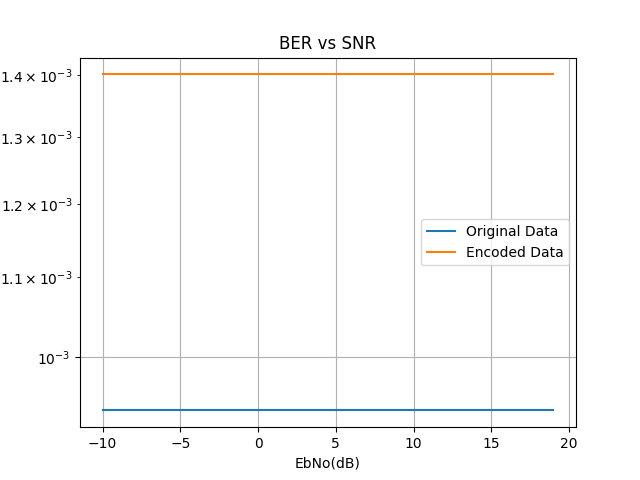 BER vs SNR
1.4 × 10⁻³
1.3 × 10⁻³
1.2 × 10⁻³
1.1 × 10⁻³
10⁻³
Original Data
Encoded Data
−10 −5 0 5 10 15 20
EbNo(dB)